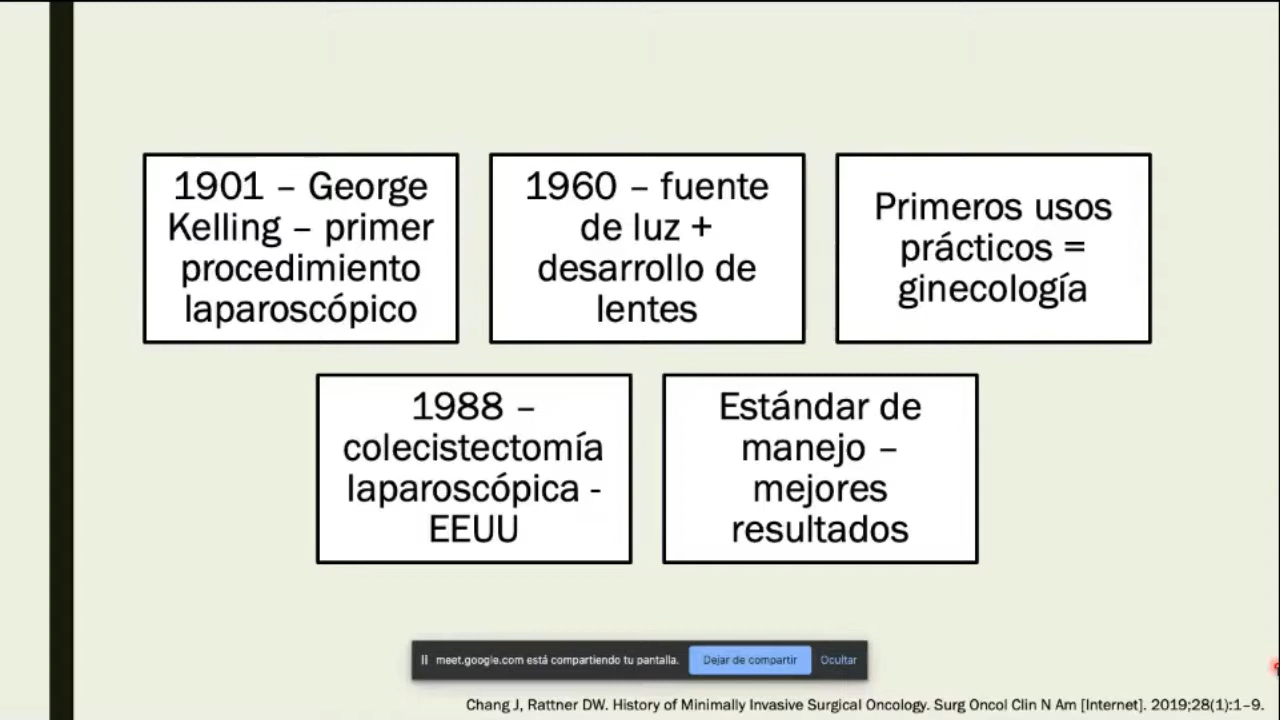 1901 – George
Kelling – primer
procedimiento
laparoscópico
1960 – fuente
de luz +
desarrollo de
lentes
Primeros usos
prácticos =
ginecología
1988 –
colecistectomía
laparoscópica -
EEUU
Estándar de
manejo –
mejores
resultados
meet.google.com está compartiendo tu pantalla.
Dejar de compartir
Ocultar
Chang J, Rattner DW. History of Minimally Invasive Surgical Oncology. Surg Oncol Clin N Am [Internet]. 2019;28(1):1–9.